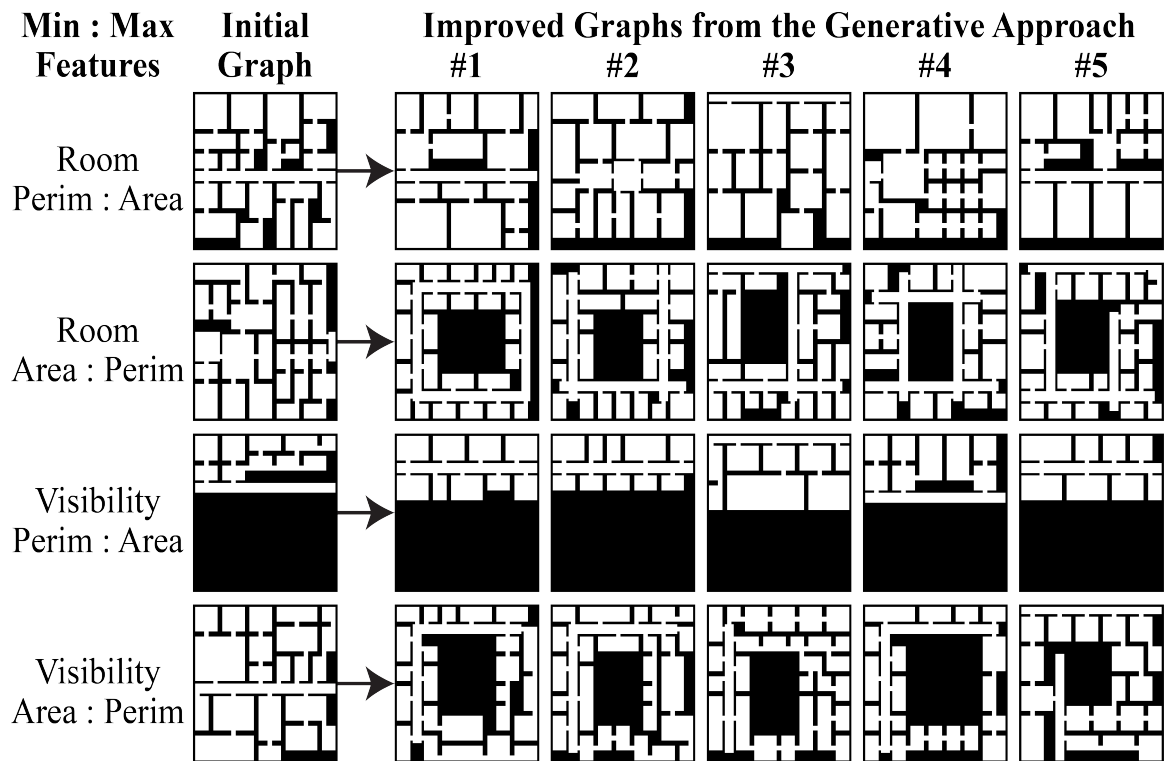 Min : Max Initial Improved Graphs from the Generative Approach
Features Graph #1 #2 #3 #4 #5
Room
Perim : Area
Room
Area : Perim
Visibility
Perim : Area
Visibility
Area : Perim